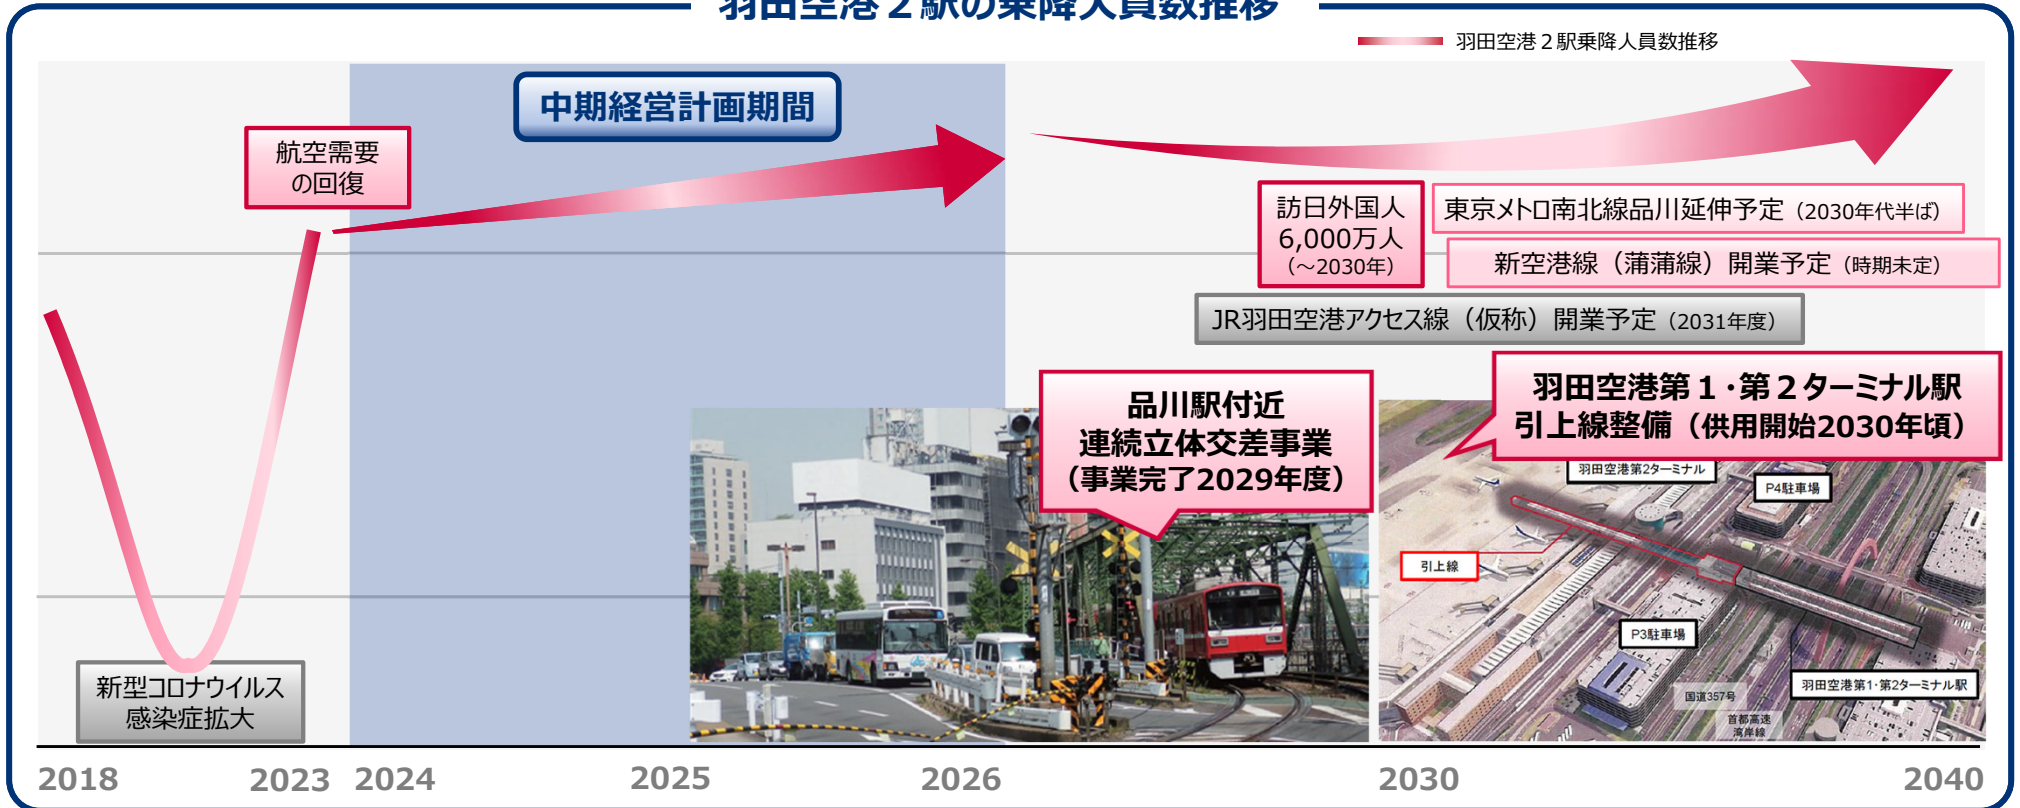 羽田空港２駅の乗降人員数推移
羽田空港２駅乗降人員数推移
中期経営計画期間
航空需要
の回復
訪日外国人
6,000万人
（～2030年）
東京メトロ南北線品川延伸予定（2030年代半ば）
新空港線（蒲蒲線）開業予定（時期未定）
JR羽田空港アクセス線（仮称）開業予定（2031年度）
品川駅付近
連続立体交差事業
（事業完了2029年度）
羽田空港第１･第２ターミナル駅
引上線整備（供用開始2030年頃）
羽田空港第2ターミナル
P4駐車場
引上線
P3駐車場
羽田空港第1･第2ターミナル駅
国道357号
首都高速
湾岸線
新型コロナウイルス
感染症拡大
2018 2023 2024 2025 2026 2030 2040